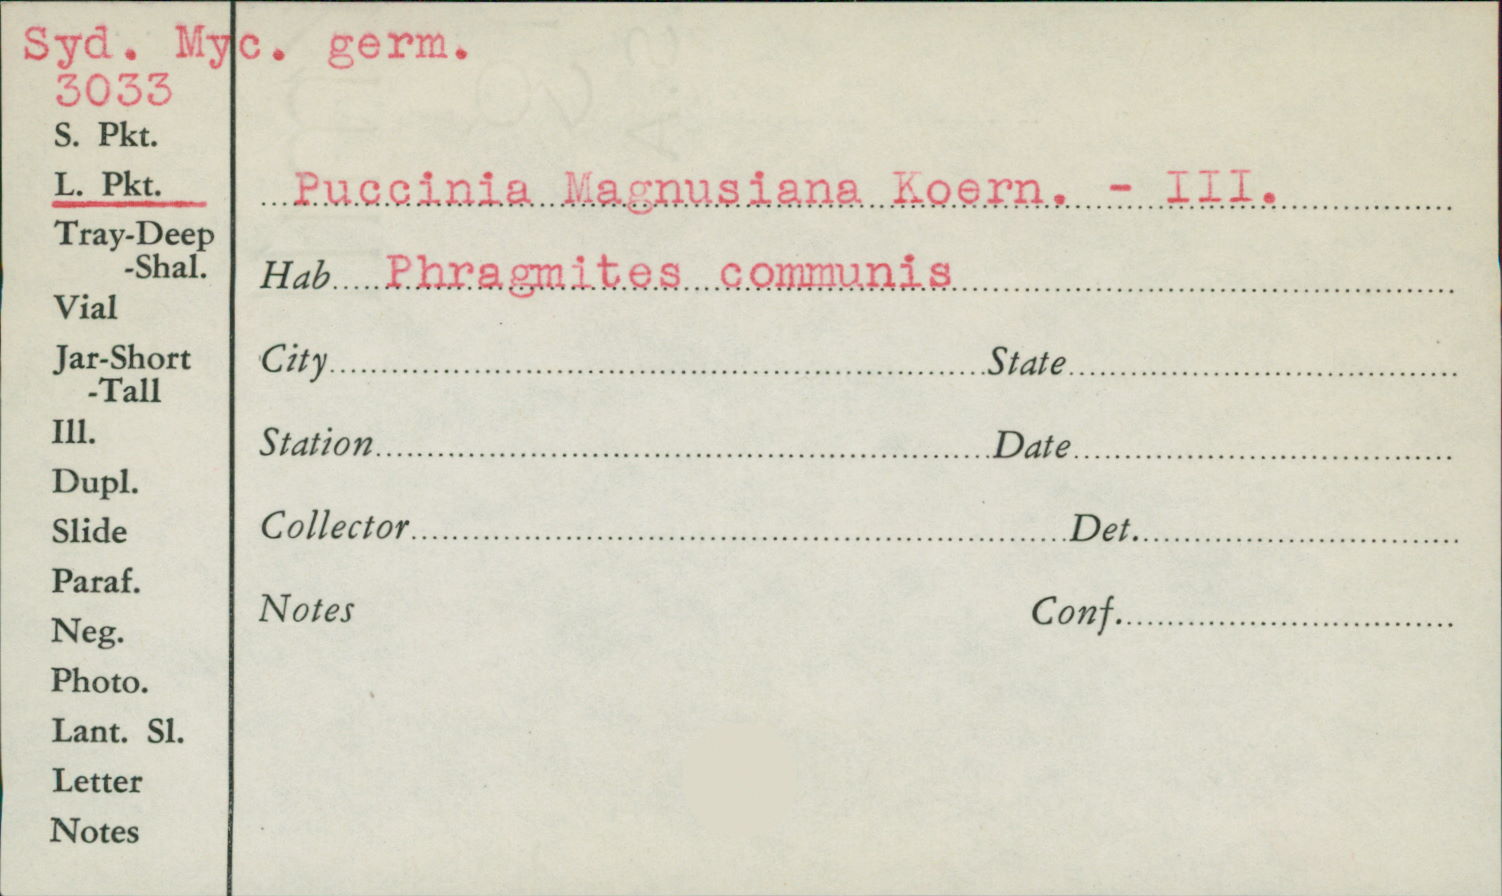 Syd. Myc. germ.
3033
S. Pkt.
L. Pkt.
Tray-Deep
-Shal.
Vial
Jar-Short
-Tall
Ill.
Dupl.
Slide
Paraf.
Neg.
Photo.
Lant. Sl.
Letter
Notes
Puccinia Magnusiana Koern. - III.
Hab Phragmites communis
City State
Station Date
Collector Det.
Notes Conf.